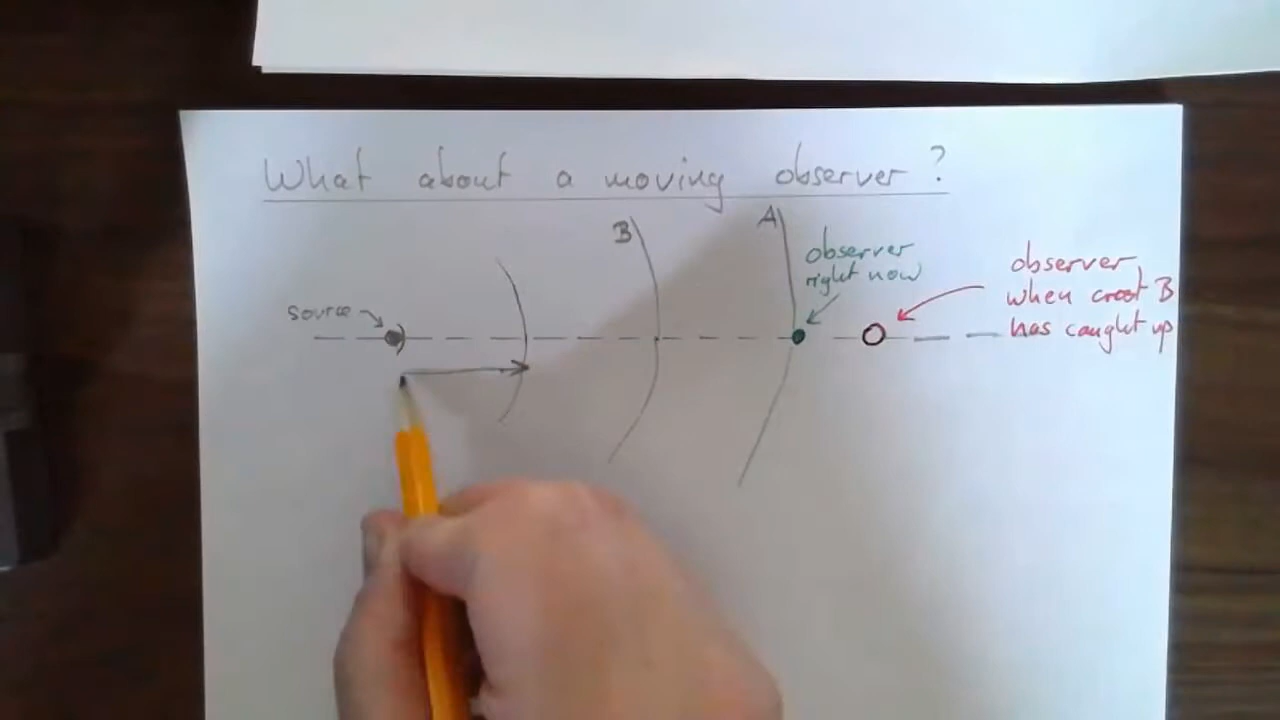 What about a moving observer?
B
A
observer
right now
source
observer
when crest B
has caught up